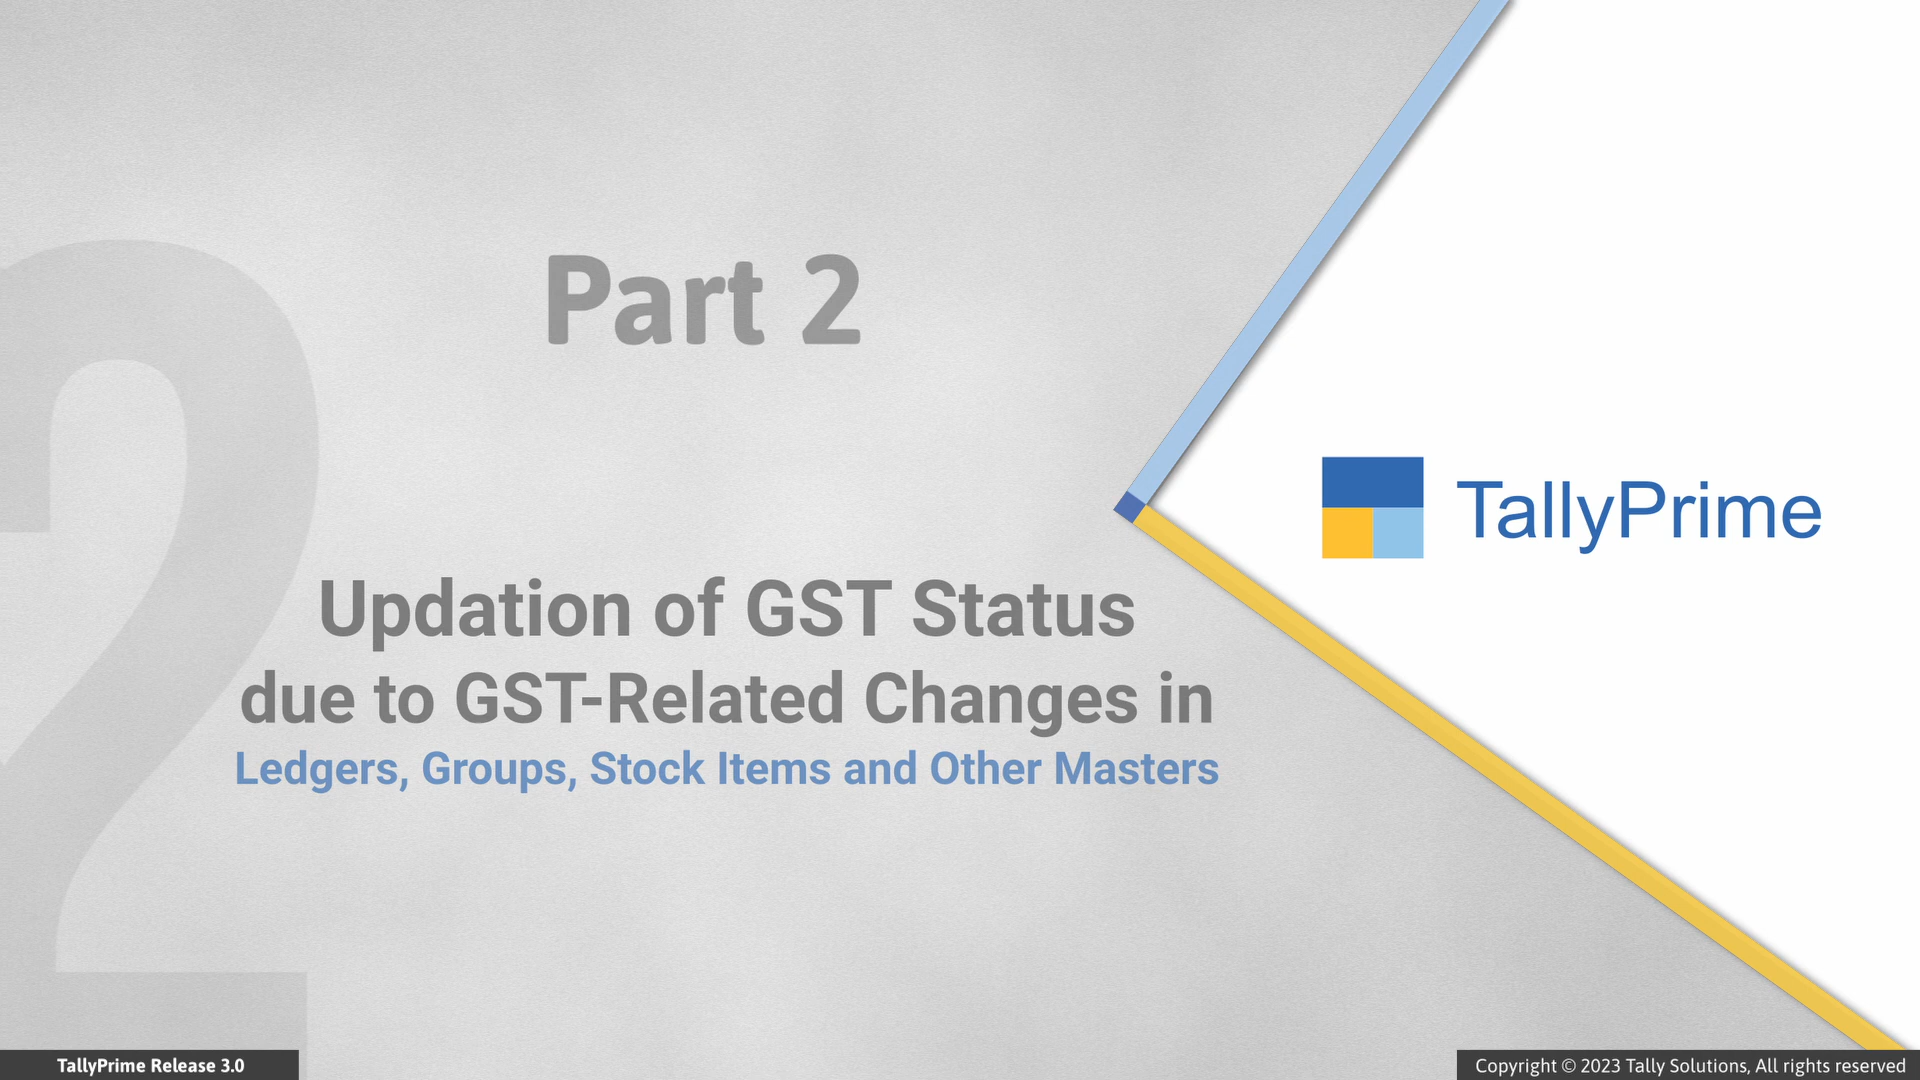 Part 2
2
Updation of GST Status
due to GST-Related Changes in
Ledgers, Groups, Stock Items and Other Masters
TallyPrime
TallyPrime Release 3.0
Copyright © 2023 Tally Solutions, All rights reserved